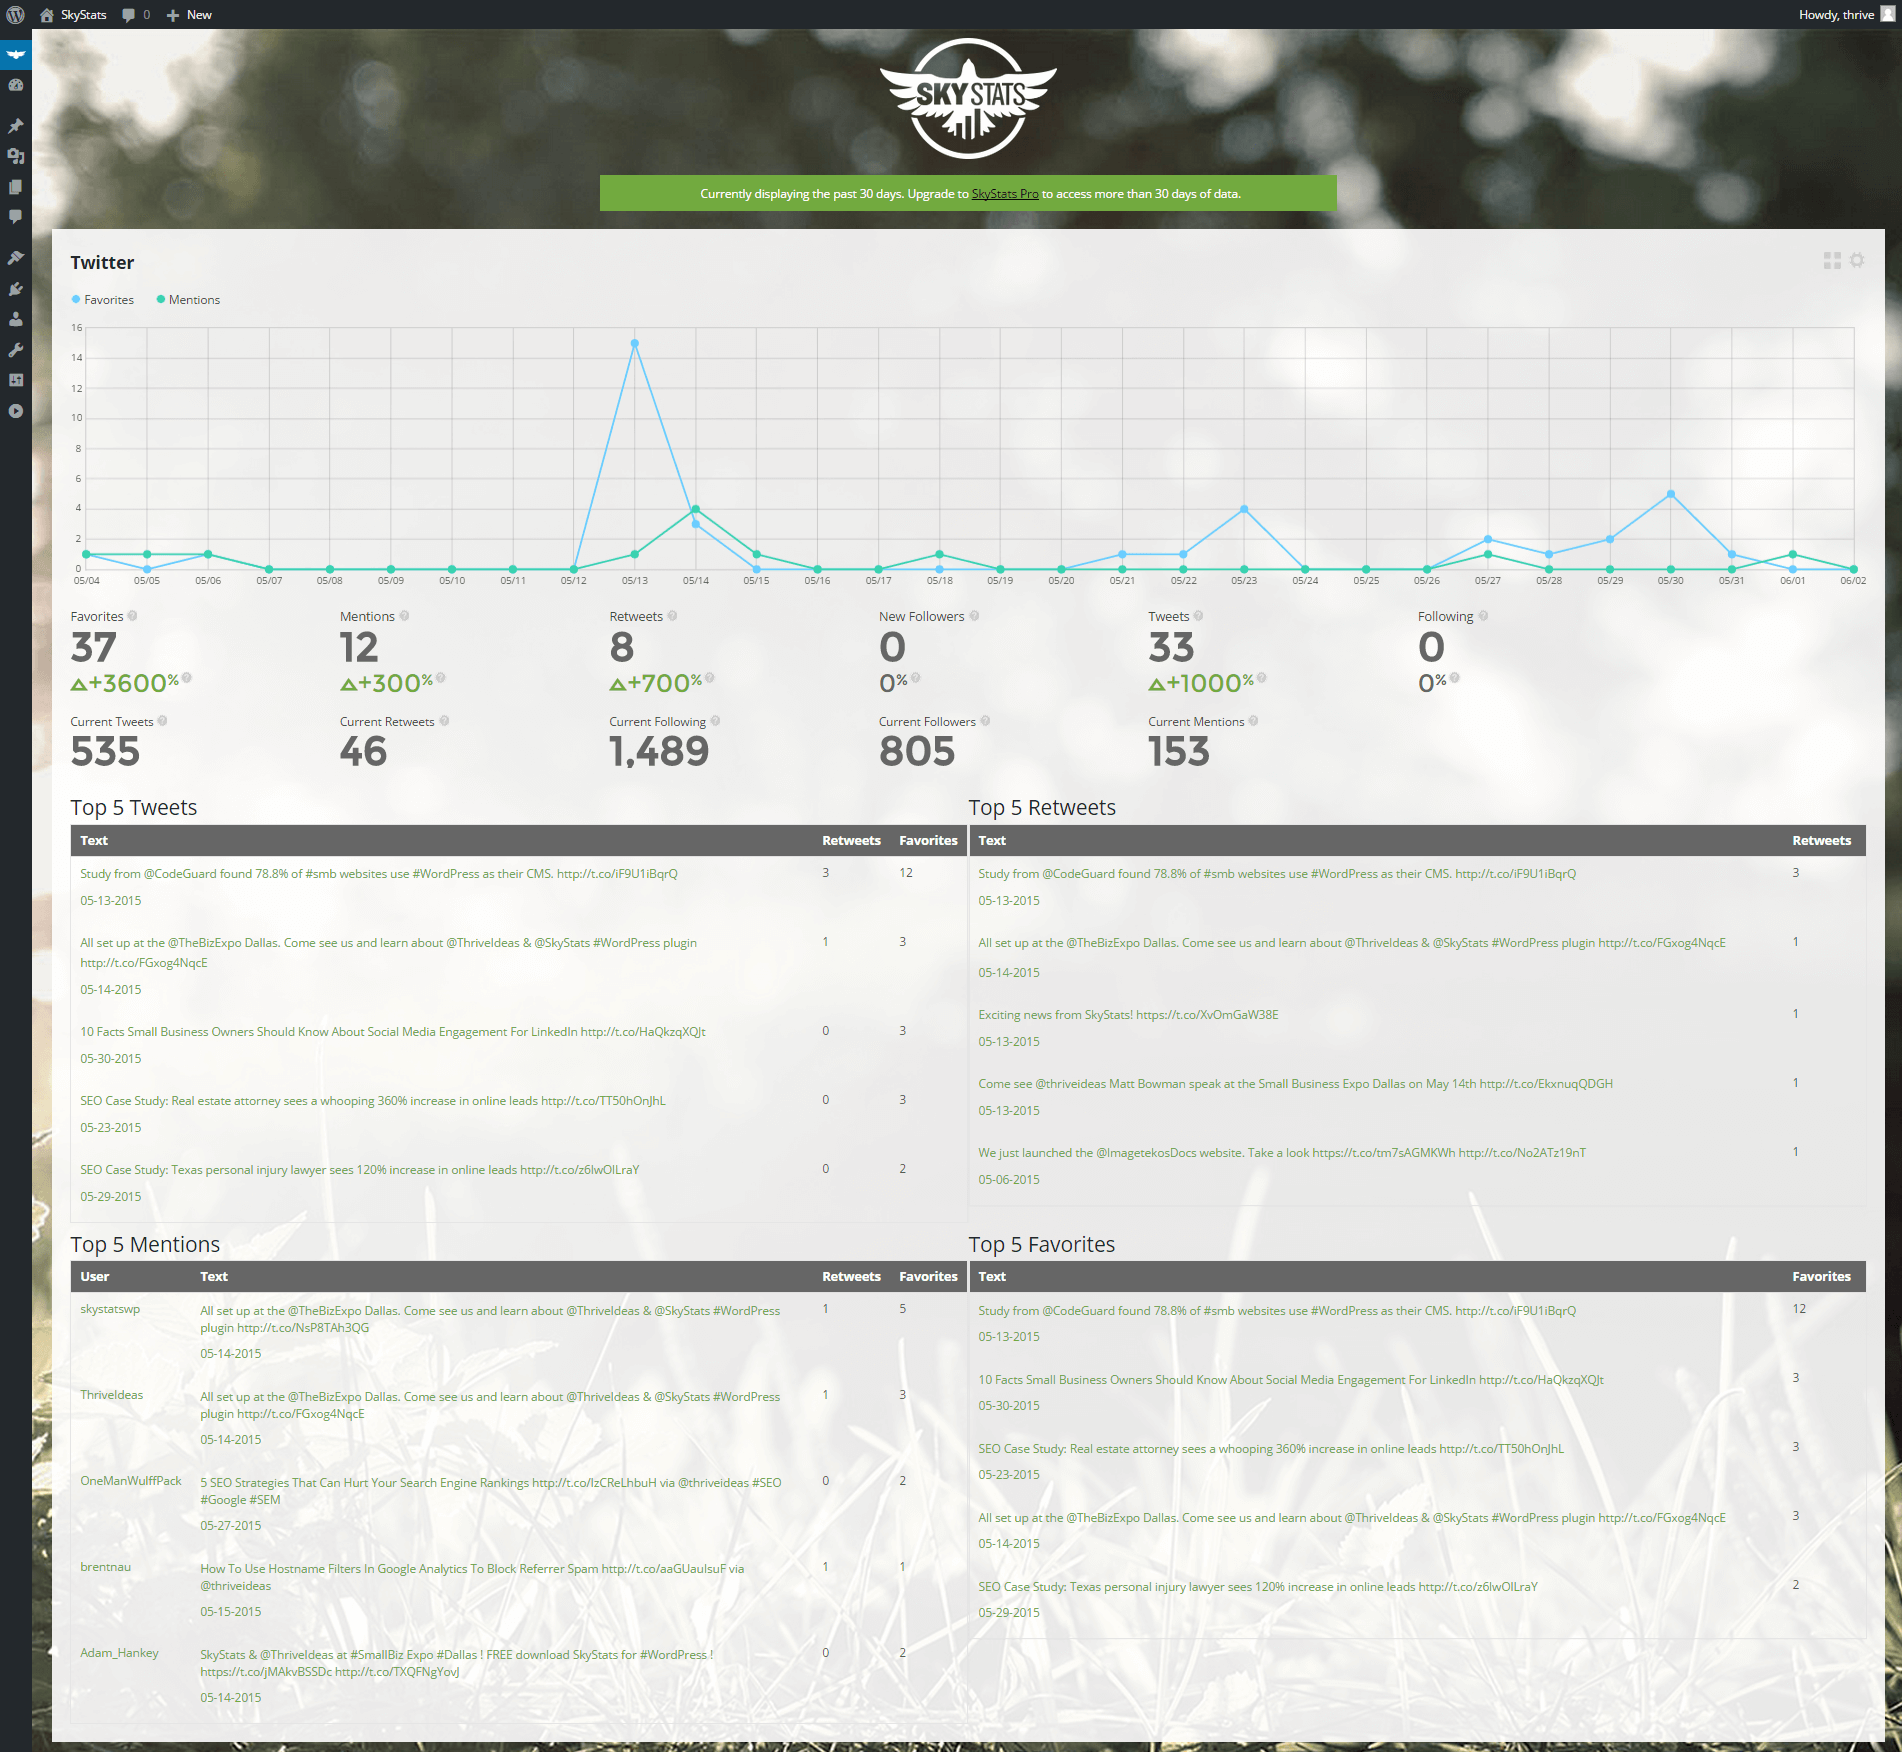 SkyStats
0
New
Howdy, thrive
SKY STATS
Currently displaying the past 30 days. Upgrade to SkyStats Pro to access more than 30 days of data.
Twitter
Favorites
Mentions
16
14
12
10
8
6
4
2
0
05/04 05/05 05/06 05/07 05/08 05/09 05/10 05/11 05/12 05/13 05/14 05/15 05/16 05/17 05/18 05/19 05/20 05/21 05/22 05/23 05/24 05/25 05/26 05/27 05/28 05/29 05/30 05/31 06/01 06/02
Favorites ? Mentions ? Retweets ? New Followers ? Tweets ? Following ?
37 12 8 0 33 0
+3600% ? +300% ? +700% ? 0% ? +1000% ? 0% ?
Current Tweets ? Current Retweets ? Current Following ? Current Followers ? Current Mentions ?
535 46 1,489 805 153
Top 5 Tweets
Text Retweets Favorites
Study from @CodeGuard found 78.8% of #smb websites use #WordPress as their CMS. http://t.co/iF9U1iBqrQ 3 12
05-13-2015
All set up at the @TheBizExpo Dallas. Come see us and learn about @ThriveIdeas & @SkyStats #WordPress plugin 1 3
http://t.co/FGxog4NqcE
05-14-2015
10 Facts Small Business Owners Should Know About Social Media Engagement For LinkedIn http://t.co/HaQkzqXQJt 0 3
05-30-2015
SEO Case Study: Real estate attorney sees a whooping 360% increase in online leads http://t.co/TT50hOnJhL 0 3
05-23-2015
SEO Case Study: Texas personal injury lawyer sees 120% increase in online leads http://t.co/z6lwOlLraY 0 2
05-29-2015
Top 5 Retweets
Text Retweets
Study from @CodeGuard found 78.8% of #smb websites use #WordPress as their CMS. http://t.co/iF9U1iBqrQ 3
05-13-2015
All set up at the @TheBizExpo Dallas. Come see us and learn about @ThriveIdeas & @SkyStats #WordPress plugin http://t.co/FGxog4NqcE 1
05-14-2015
Exciting news from SkyStats! https://t.co/XvOmGaW38E 1
05-13-2015
Come see @thriveideas Matt Bowman speak at the Small Business Expo Dallas on May 14th http://t.co/EkxnuqQDGH 1
05-13-2015
We just launched the @ImagetekosDocs website. Take a look https://t.co/tm7sAGMKWh http://t.co/No2ATz19nT 1
05-06-2015
Top 5 Mentions
User Text Retweets Favorites
skystatswp All set up at the @TheBizExpo Dallas. Come see us and learn about @ThriveIdeas & @SkyStats #WordPress 1 5
plugin http://t.co/NsP8TAh3QG
05-14-2015
ThriveIdeas All set up at the @TheBizExpo Dallas. Come see us and learn about @ThriveIdeas & @SkyStats #WordPress 1 3
plugin http://t.co/FGxog4NqcE
05-14-2015
OneManWulffPack 5 SEO Strategies That Can Hurt Your Search Engine Rankings http://t.co/IzCReLhbuH via @thriveideas #SEO 0 2
#Google #SEM
05-27-2015
brentnau How To Use Hostname Filters In Google Analytics To Block Referrer Spam http://t.co/aaGUauIsuF via 1 1
@thriveideas
05-15-2015
Adam_Hankey SkyStats & @ThriveIdeas at #SmallBiz Expo #Dallas ! FREE download SkyStats for #WordPress ! 0 2
https://t.co/jMAkvBSSDc http://t.co/TXQFNgYovJ
05-14-2015
Top 5 Favorites
Text Favorites
Study from @CodeGuard found 78.8% of #smb websites use #WordPress as their CMS. http://t.co/iF9U1iBqrQ 12
05-13-2015
10 Facts Small Business Owners Should Know About Social Media Engagement For LinkedIn http://t.co/HaQkzqXQJt 3
05-30-2015
SEO Case Study: Real estate attorney sees a whooping 360% increase in online leads http://t.co/TT50hOnJhL 3
05-23-2015
All set up at the @TheBizExpo Dallas. Come see us and learn about @ThriveIdeas & @SkyStats #WordPress plugin http://t.co/FGxog4NqcE 3
05-14-2015
SEO Case Study: Texas personal injury lawyer sees 120% increase in online leads http://t.co/z6lwOlLraY 2
05-29-2015